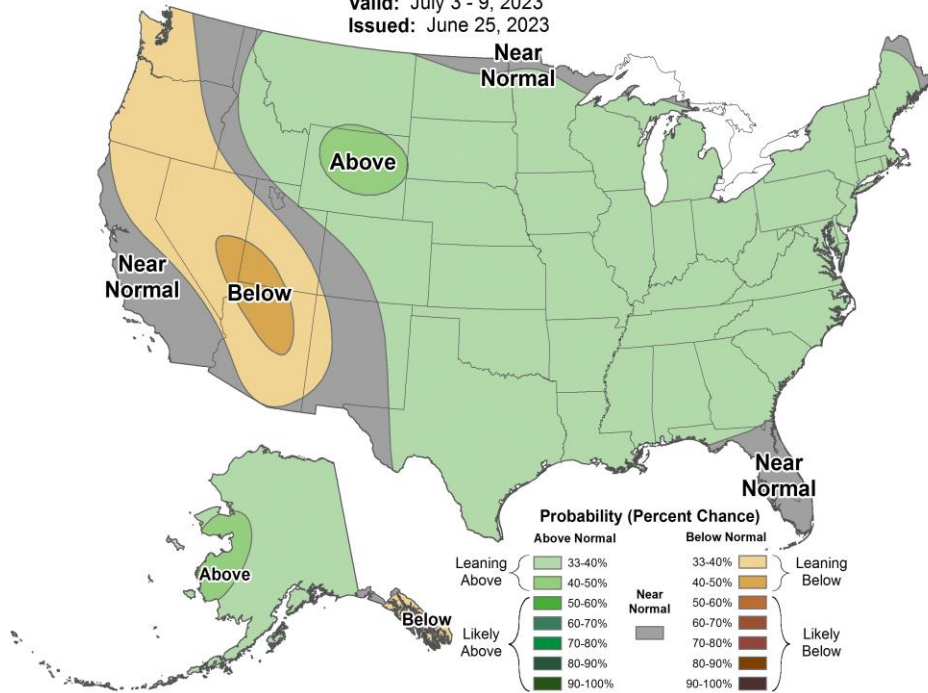 Valid: July 3 - 9, 2023
Issued: June 25, 2023
Near
Normal
Above
Near
Normal
Below
Near
Normal
Above
Below
Probability (Percent Chance)
Above Normal
Below Normal
Leaning
Above
33-40%
40-50%
Likely
Above
50-60%
60-70%
70-80%
80-90%
90-100%
Near
Normal
33-40%
40-50%
Leaning
Below
50-60%
60-70%
70-80%
80-90%
90-100%
Likely
Below